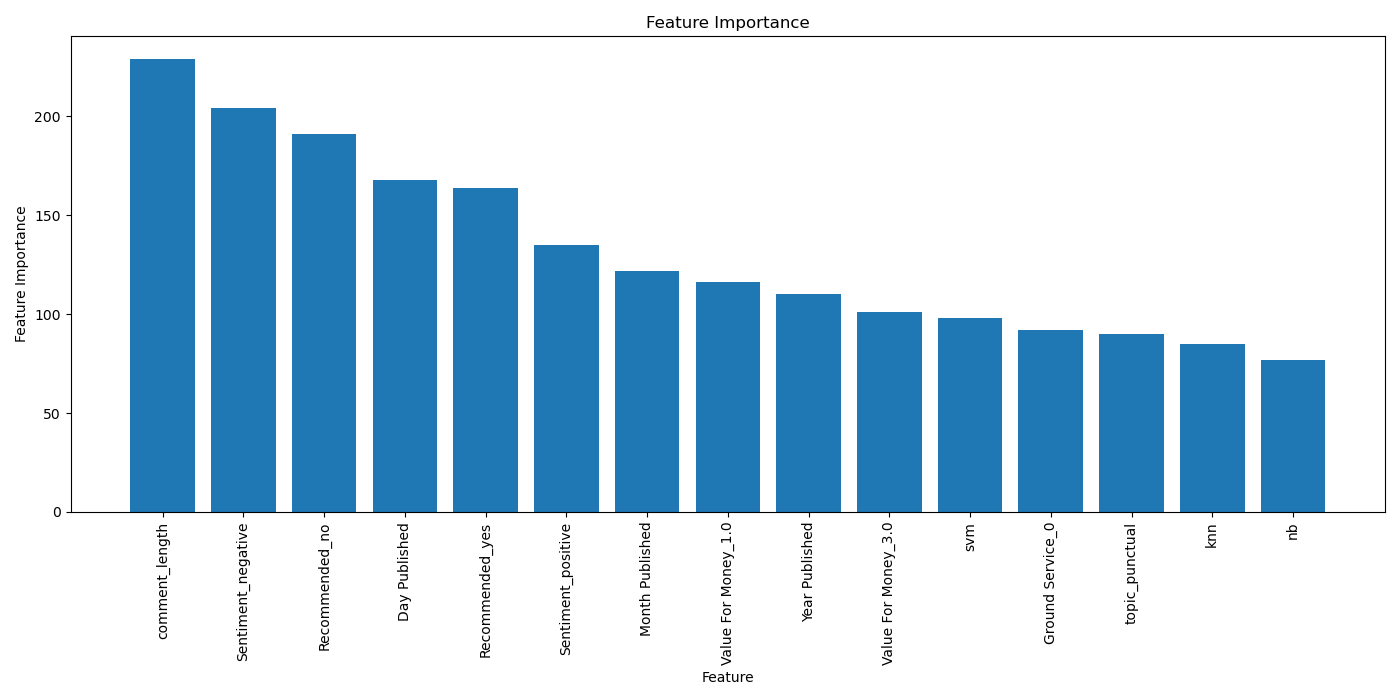 Feature Importance
Feature Importance
200
150
100
50
0
comment_length
Sentiment_negative
Recommended_no
Day Published
Recommended_yes
Sentiment_positive
Month Published
Value For Money_1.0
Year Published
Value For Money_3.0
svm
Ground Service_0
topic_punctual
knn
nb
Feature